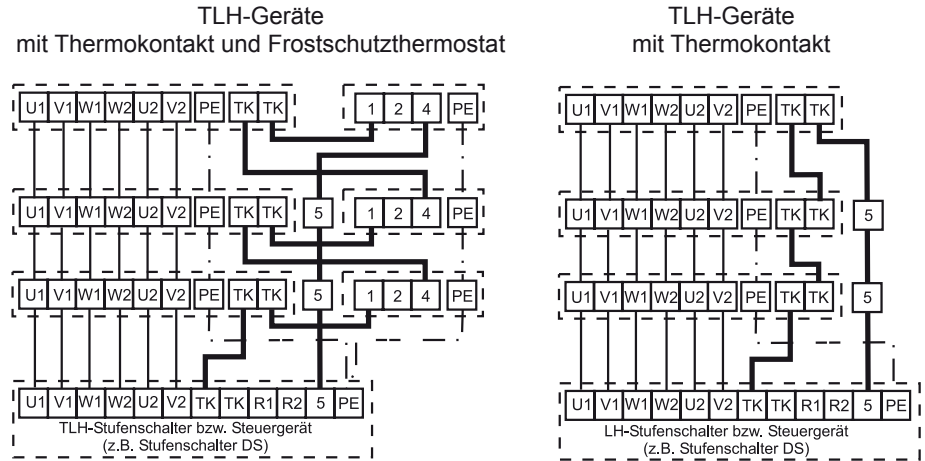 TLH-Geräte
mit Thermokontakt und Frostschutzthermostat
U1 V1 W1 W2 U2 V2 PE TK TK 1 2 4 PE
U1 V1 W1 W2 U2 V2 PE TK TK 5 1 2 4 PE
U1 V1 W1 W2 U2 V2 PE TK TK 5 1 2 4 PE
U1 V1 W1 W2 U2 V2 TK TK R1 R2 5 PE
TLH-Stufenschalter bzw. Steuergerät
(z.B. Stufenschalter DS)
TLH-Geräte
mit Thermokontakt
U1 V1 W1 W2 U2 V2 PE TK TK
U1 V1 W1 W2 U2 V2 PE TK TK 5
U1 V1 W1 W2 U2 V2 PE TK TK 5
U1 V1 W1 W2 U2 V2 TK TK R1 R2 5 PE
LH-Stufenschalter bzw. Steuergerät
(z.B. Stufenschalter DS)